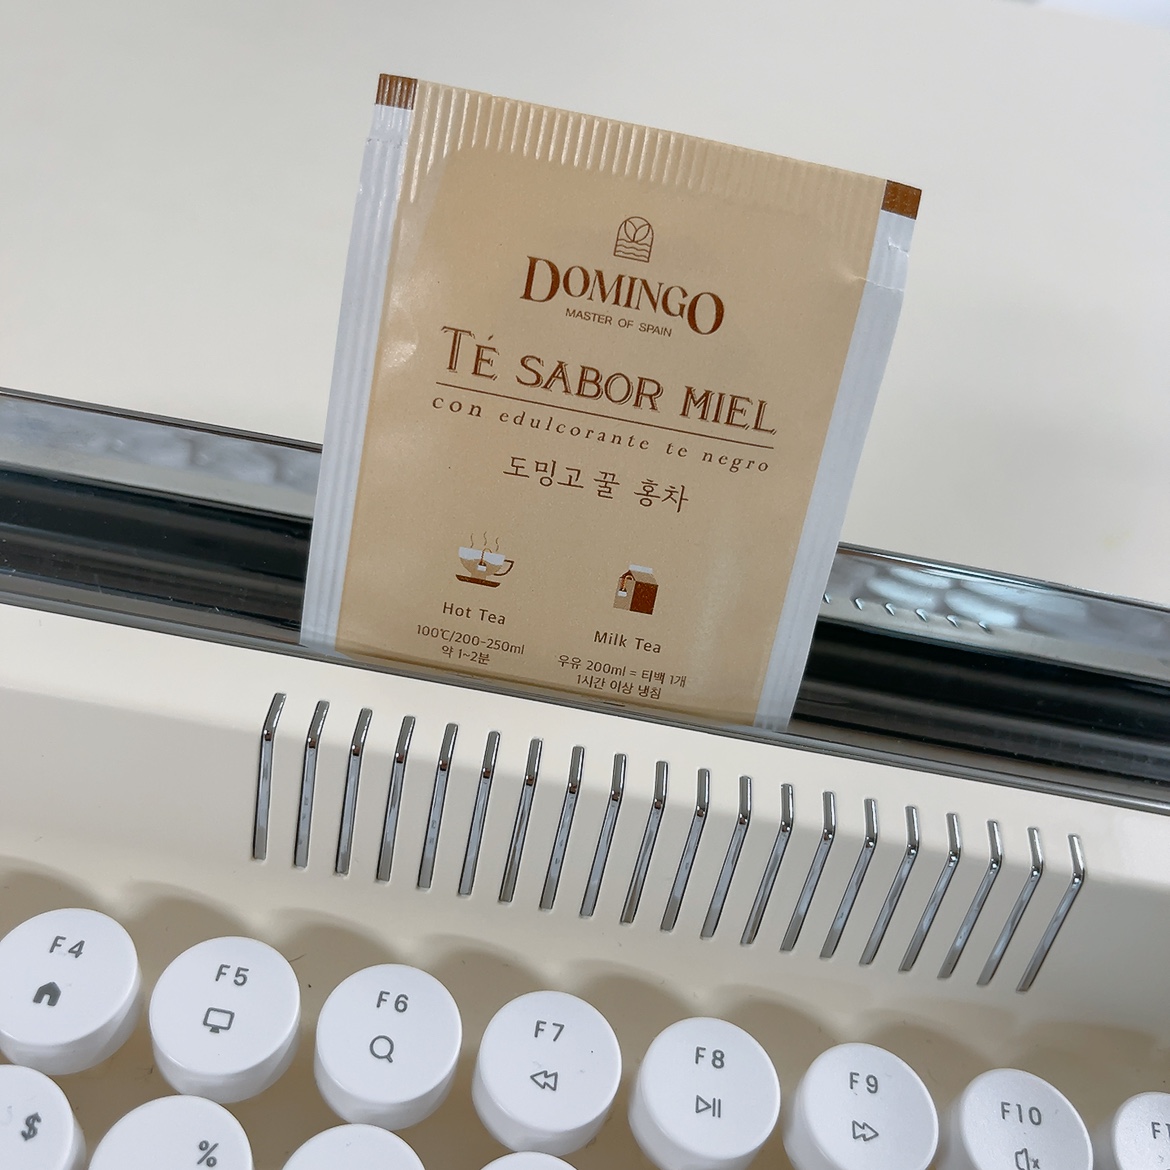 DOMINGO
MASTER OF SPAIN
TÉ SABOR MIEL
con edulcorante te negro
도밍고 꿀 홍차
Hot Tea
100℃/200-250ml
약 1~2분
Milk Tea
우유 200ml = 티백 1개
1시간 이상 냉침
F4
F5
F6
F7
F8
F9
F10
$
%